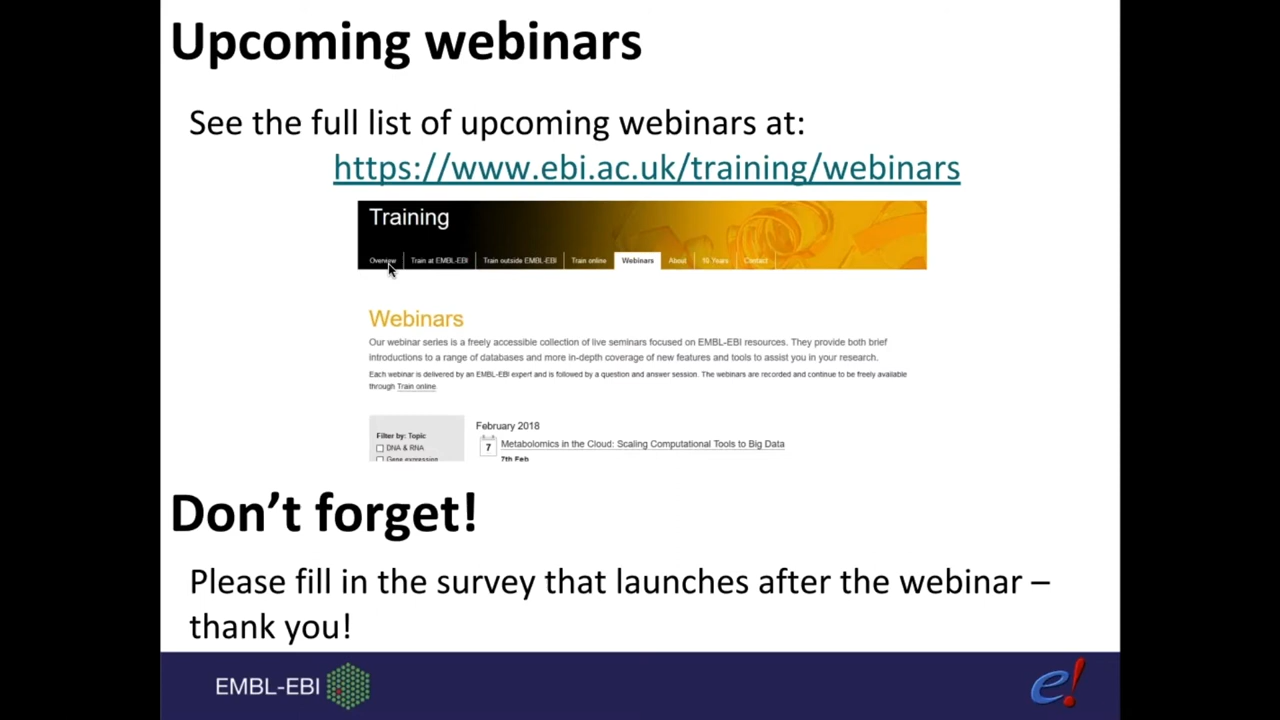 Upcoming webinars
See the full list of upcoming webinars at:
https://www.ebi.ac.uk/training/webinars
Training
Overview Train at EMBL-EBI Train outside EMBL-EBI Train online Webinars About 10 Years Contact
Webinars
Our webinar series is a freely accessible collection of live seminars focused on EMBL-EBI resources. They provide both brief
introductions to a range of databases and more in-depth coverage of new features and tools to assist you in your research.
Each webinar is delivered by an EMBL-EBI expert and is followed by a question and answer session. The webinars are recorded and continue to be freely available
through Train online
Filter by: Topic
DNA & RNA
Gene expression
February 2018
7 Metabolomics in the Cloud: Scaling Computational Tools to Big Data
7th Feb
Don’t forget!
Please fill in the survey that launches after the webinar –
thank you!
EMBL-EBI
e!